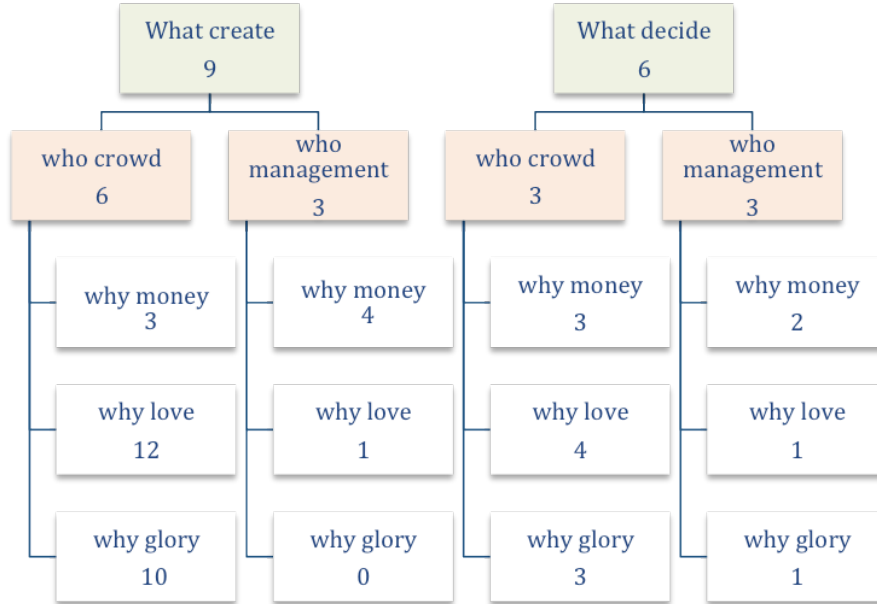 What create
9
What decide
6
who crowd
6
who
management
3
who crowd
3
who
management
3
why money
3
why money
4
why money
3
why money
2
why love
12
why love
1
why love
4
why love
1
why glory
10
why glory
0
why glory
3
why glory
1